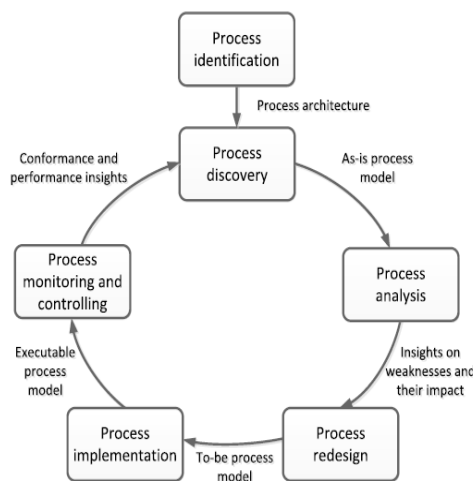 Process
identification
Process architecture
Process
discovery
As-is process
model
Process
analysis
Insights on
weaknesses and
their impact
Process
redesign
To-be process
model
Process
implementation
Executable
process
model
Process
monitoring and
controlling
Conformance and
performance insights